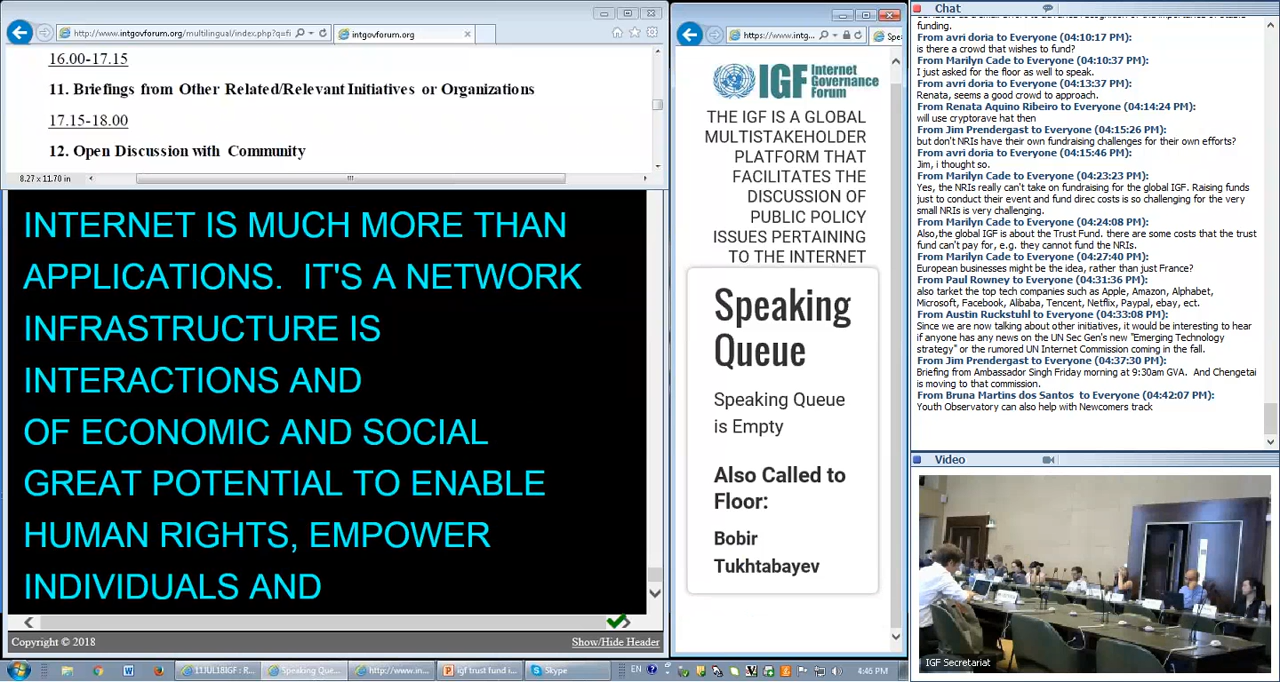 http://www.intgovforum.org/multilingual/index.php?q=fi
intgovforum.org
16.00-17.15
11. Briefings from Other Related/Relevant Initiatives or Organizations
17.15-18.00
12. Open Discussion with Community
8.27 x 11.70 in
INTERNET IS MUCH MORE THAN
APPLICATIONS.  IT'S A NETWORK
INFRASTRUCTURE IS
INTERACTIONS AND
OF ECONOMIC AND SOCIAL
GREAT POTENTIAL TO ENABLE
HUMAN RIGHTS, EMPOWER
INDIVIDUALS AND
Copyright © 2018
Show/Hide Header
https://www.intg...
Spe
IGF Internet
Governance
Forum
THE IGF IS A GLOBAL
MULTISTAKEHOLDER
PLATFORM THAT
FACILITATES THE
DISCUSSION OF
PUBLIC POLICY
ISSUES PERTAINING
TO THE INTERNET
Speaking
Queue
Speaking Queue
is Empty
Also Called to
Floor:
Bobir
Tukhtabayev
Chat
funding.
From avri doria to Everyone (04:10:17 PM):
is there a crowd that wishes to fund?
From Marilyn Cade to Everyone (04:10:37 PM):
I just asked for the floor as well to speak.
From avri doria to Everyone (04:13:37 PM):
Renata, seems a good crowd to approach.
From Renata Aquino Ribeiro to Everyone (04:14:24 PM)
will use cryptorave hat then
From Jim Prendergast to Everyone (04:15:26 PM):
but don't NRIs have their own fundraising challenges for their own efforts?
From avri doria to Everyone (04:15:46 PM):
Jim, i thought so.
From Marilyn Cade to Everyone (04:23:23 PM):
Yes, the NRIs really can't take on fundraising for the global IGF. Raising funds
just to conduct their event and fund direc costs is so challenging for the very
small NRIs is very challenging.
From Marilyn Cade to Everyone (04:24:08 PM):
Also,the global IGF is about the Trust Fund. there are some costs that the trust
fund can't pay for, e.g. they cannot fund the NRIs.
From Marilyn Cade to Everyone (04:27:40 PM):
European businesses might be the idea, rather than just France?
From Paul Rowney to Everyone (04:31:36 PM):
also tarket the top tech companies such as Apple, Amazon, Alphabet,
Microsoft, Facebook, Alibaba, Tencent, Netflix, Paypal, ebay, ect.
From Austin Ruckstuhl to Everyone (04:33:08 PM):
Since we are now talking about other initiatives, it would be interesting to hear
if anyone has any news on the UN Sec Gen's new "Emerging Technology
strategy" or the rumored UN Internet Commission coming in the fall.
From Jim Prendergast to Everyone (04:37:30 PM):
Briefing from Ambassador Singh Friday morning at 9:30am GVA.  And Chengetai
is moving to that commission.
From Bruna Martins dos Santos  to Everyone (04:42:07 PM):
Youth Observatory can also help with Newcomers track
Video
IGF Secretariat
11JUL18IGF : R...
Speaking Que...
http://www.in...
igf trust fund i...
Skype
EN
4:46 PM